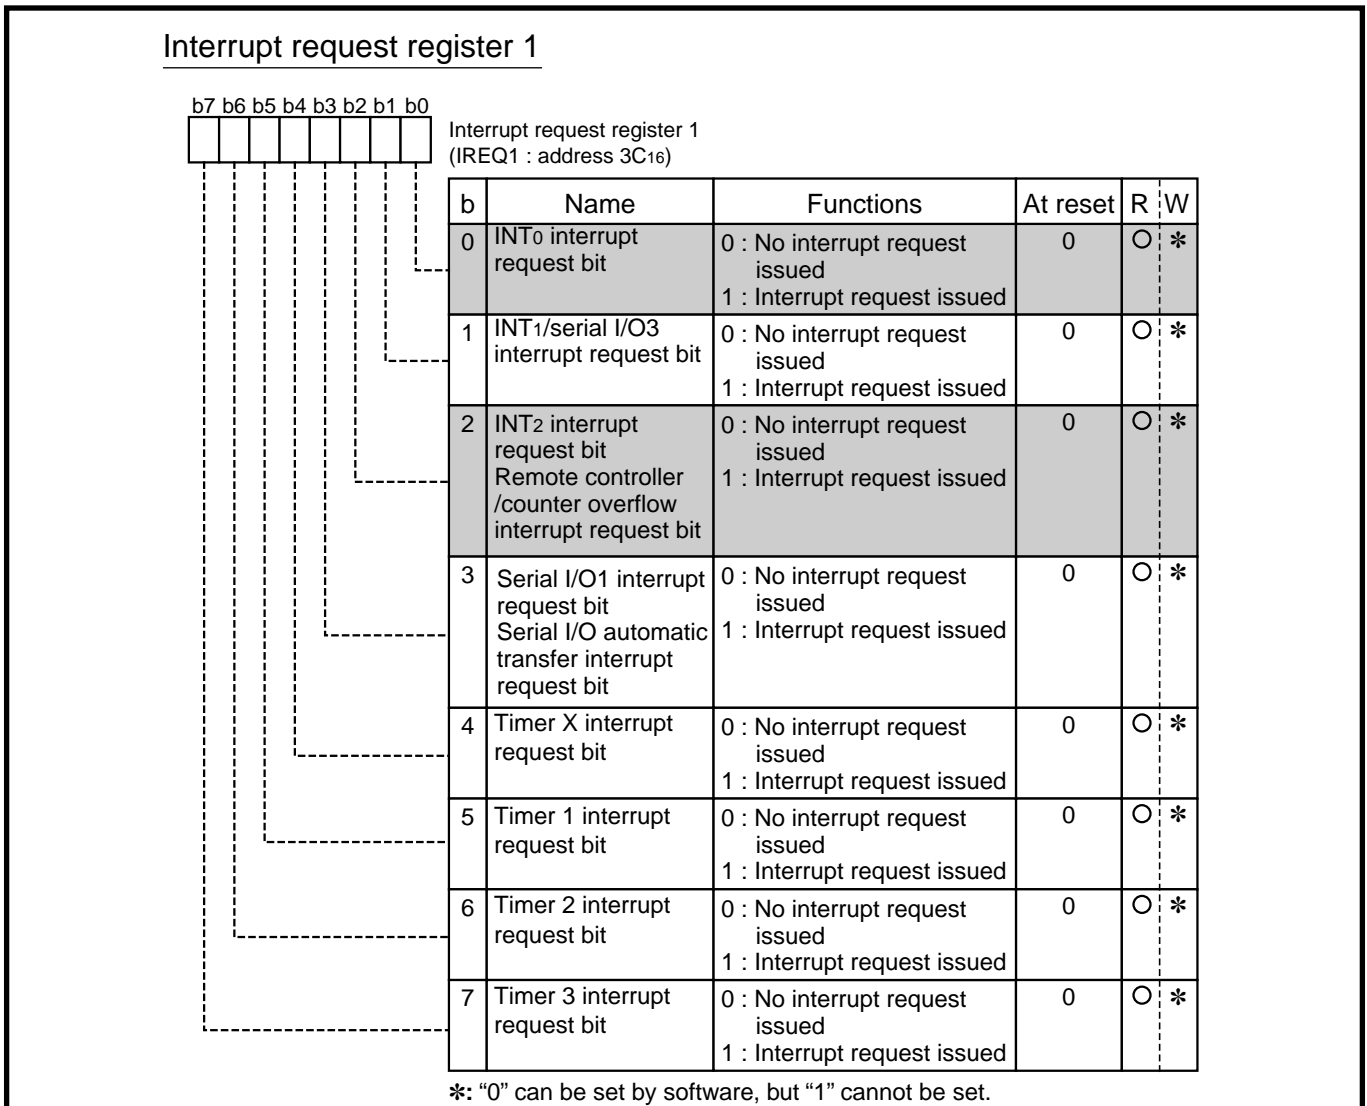 Interrupt request register 1
b7 b6 b5 b4 b3 b2 b1 b0
Interrupt request register 1
(IREQ1 : address 3C16)
b Name Functions At reset R W
0 INT0 interrupt
request bit
0 : No interrupt request
issued
1 : Interrupt request issued
0 ○ ✻
1 INT1/serial I/O3
interrupt request bit
0 : No interrupt request
issued
1 : Interrupt request issued
0 ○ ✻
2 INT2 interrupt
request bit
Remote controller
/counter overflow
interrupt request bit
0 : No interrupt request
issued
1 : Interrupt request issued
0 ○ ✻
3 Serial I/O1 interrupt
request bit
Serial I/O automatic
transfer interrupt
request bit
0 : No interrupt request
issued
1 : Interrupt request issued
0 ○ ✻
4 Timer X interrupt
request bit
0 : No interrupt request
issued
1 : Interrupt request issued
0 ○ ✻
5 Timer 1 interrupt
request bit
0 : No interrupt request
issued
1 : Interrupt request issued
0 ○ ✻
6 Timer 2 interrupt
request bit
0 : No interrupt request
issued
1 : Interrupt request issued
0 ○ ✻
7 Timer 3 interrupt
request bit
0 : No interrupt request
issued
1 : Interrupt request issued
0 ○ ✻
✻: “0” can be set by software, but “1” cannot be set.